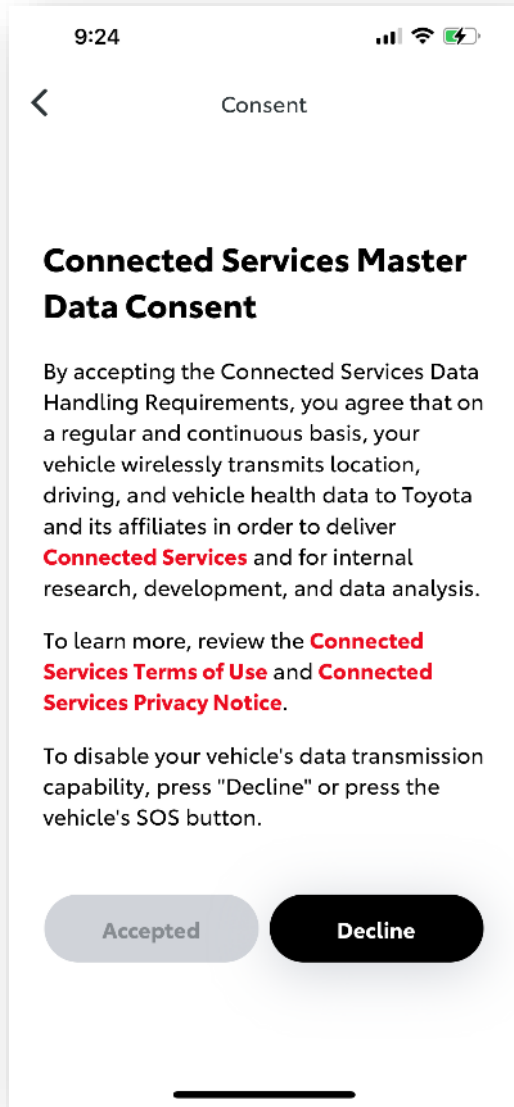 9:24
Consent
Connected Services Master
Data Consent
By accepting the Connected Services Data
Handling Requirements, you agree that on
a regular and continuous basis, your
vehicle wirelessly transmits location,
driving, and vehicle health data to Toyota
and its affiliates in order to deliver
Connected Services and for internal
research, development, and data analysis.
To learn more, review the Connected
Services Terms of Use and Connected
Services Privacy Notice.
To disable your vehicle's data transmission
capability, press "Decline" or press the
vehicle's SOS button.
Accepted
Decline